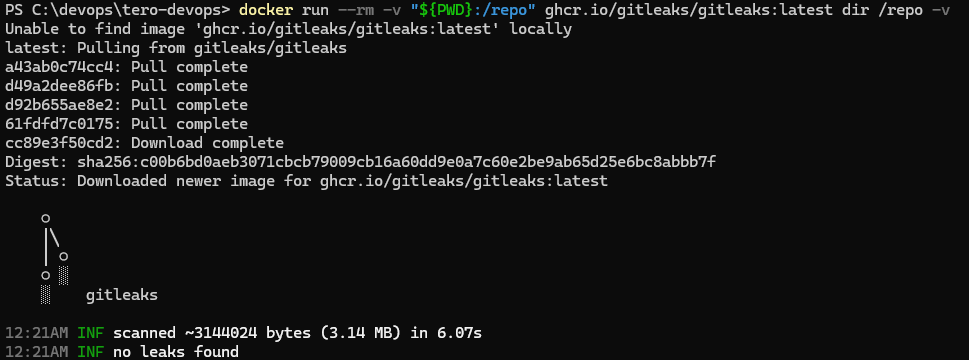 PS C:\devops\tero-devops> docker run --rm -v "${PWD}:/repo" ghcr.io/gitleaks/gitleaks:latest dir /repo -v
Unable to find image 'ghcr.io/gitleaks/gitleaks:latest' locally
latest: Pulling from gitleaks/gitleaks
a43ab0c74cc4: Pull complete
d49a2dee86fb: Pull complete
d92b655ae8e2: Pull complete
61fdfd7c0175: Pull complete
cc89e3f50cd2: Download complete
Digest: sha256:c00b6bd0aeb3071cbcb79009cb16a60dd9e0a7c60e2be9ab65d25e6bc8abbb7f
Status: Downloaded newer image for ghcr.io/gitleaks/gitleaks:latest
○
│╲
│ ○
○ ░
░    gitleaks
12:21AM INF scanned ~3144024 bytes (3.14 MB) in 6.07s
12:21AM INF no leaks found